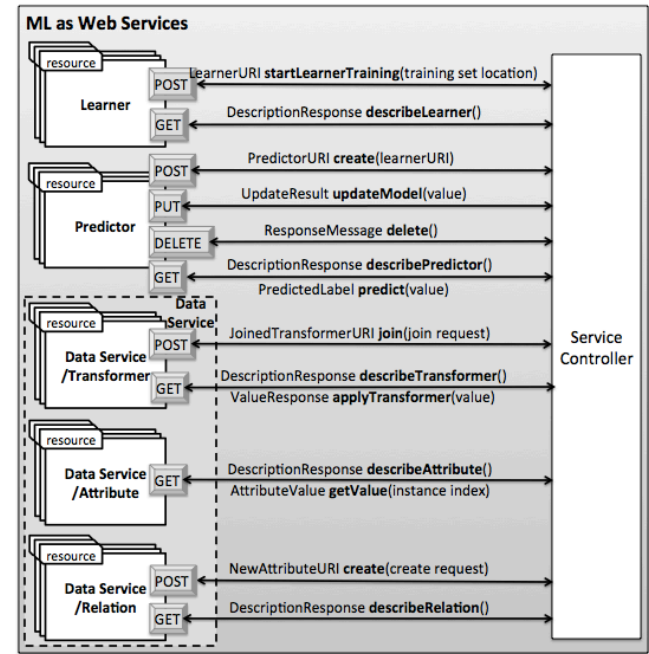 ML as Web Services
resource
Learner
POST
LearnerURI startLearnerTraining(training set location)
GET
DescriptionResponse describeLearner()
resource
Predictor
POST
PredictorURI create(learnerURI)
PUT
UpdateResult updateModel(value)
DELETE
ResponseMessage delete()
GET
DescriptionResponse describePredictor()
PredictedLabel predict(value)
Data
Service
resource
Data Service
/Transformer
POST
JoinedTransformerURI join(join request)
GET
DescriptionResponse describeTransformer()
ValueResponse applyTransformer(value)
Service
Controller
resource
Data Service
/Attribute
GET
DescriptionResponse describeAttribute()
AttributeValue getValue(instance index)
resource
Data Service
/Relation
POST
NewAttributeURI create(create request)
GET
DescriptionResponse describeRelation()